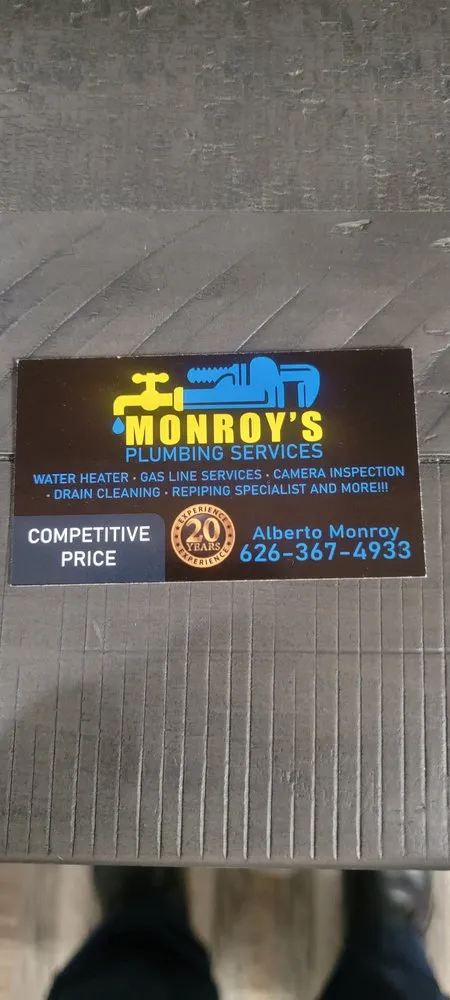 MONROY'S
PLUMBING SERVICES
WATER HEATER · GAS LINE SERVICES · CAMERA INSPECTION
· DRAIN CLEANING · REPIPING SPECIALIST AND MORE!!!
COMPETITIVE
PRICE
EXPERIENCE
20
YEARS
EXPERIENCE
Alberto Monroy
626-367-4933